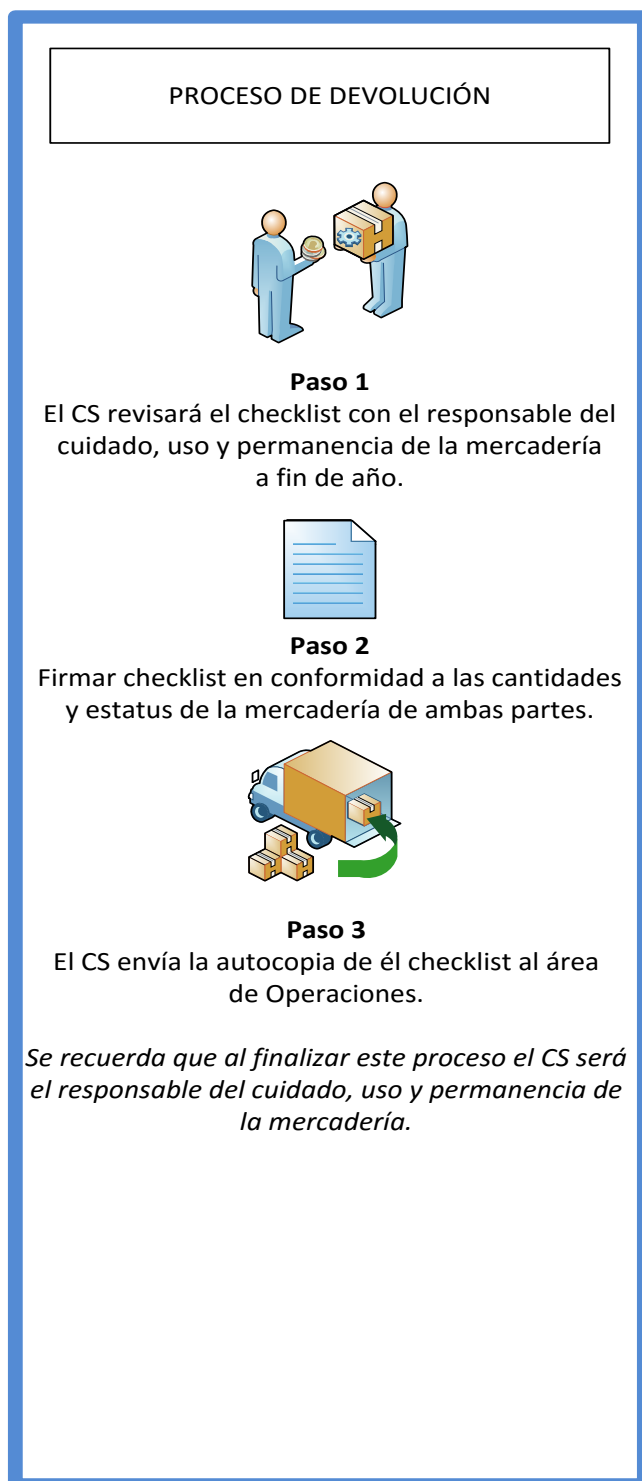 PROCESO DE DEVOLUCIÓN
Paso 1
El CS revisará el checklist con el responsable del
cuidado, uso y permanencia de la mercadería
a fin de año.
Paso 2
Firmar checklist en conformidad a las cantidades
y estatus de la mercadería de ambas partes.
Paso 3
El CS envía la autocopia de él checklist al área
de Operaciones.
Se recuerda que al finalizar este proceso el CS será
el responsable del cuidado, uso y permanencia de
la mercadería.